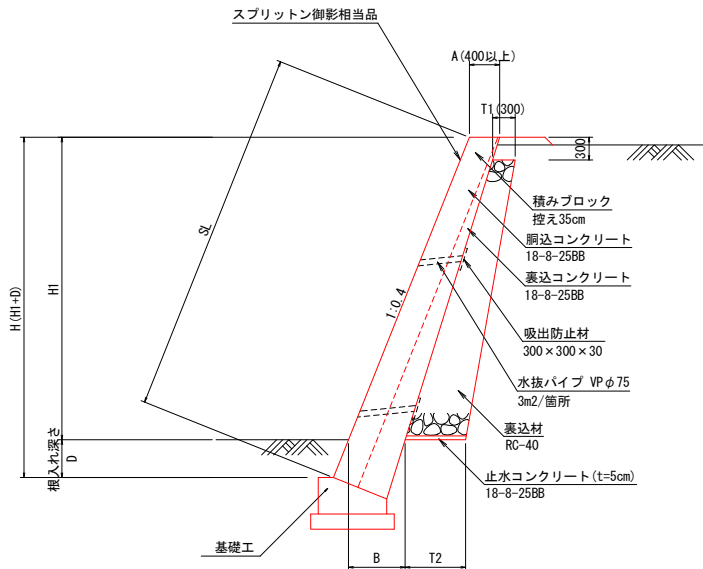 スプリットン御影相当品
A(400以上)
T1(300)
300
積みブロック
控え35cm
胴込コンクリート
18-8-25BB
裏込コンクリート
18-8-25BB
吸出防止材
300×300×30
水抜パイプ VPφ75
3m2/箇所
裏込材
RC-40
止水コンクリート(t=5cm)
18-8-25BB
SL
H1
H(H1+D)
1:0.4
根入れ深さ
D
基礎工
B
T2